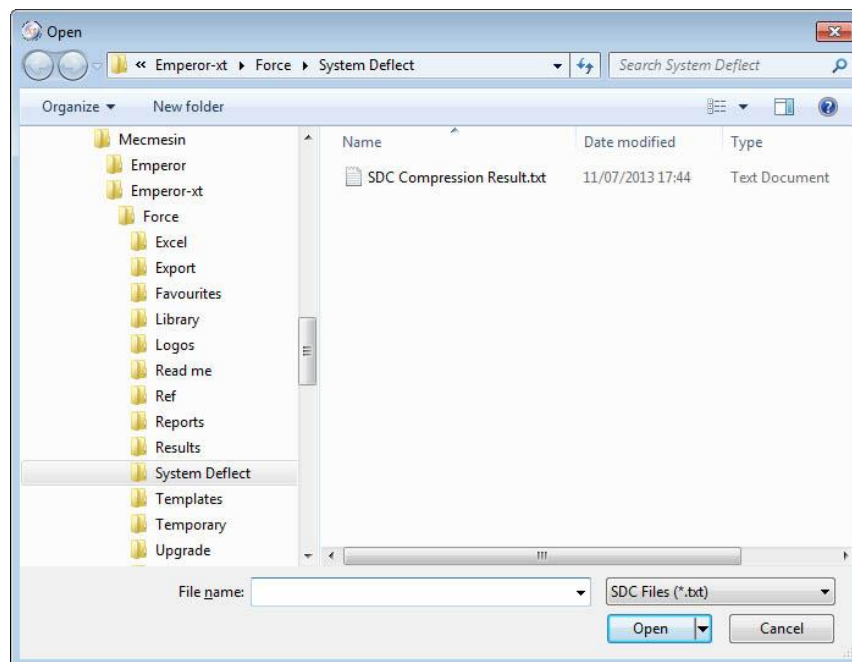 Open
« Emperor-xt Force System Deflect
Search System Deflect
Organize New folder
Name Date modified Type
SDC Compression Result.txt 11/07/2013 17:44 Text Document
Mecmesin
Emperor
Emperor-xt
Force
Excel
Export
Favourites
Library
Logos
Read me
Ref
Reports
Results
System Deflect
Templates
Temporary
Upgrade
File name:
SDC Files (*.txt)
Open Cancel